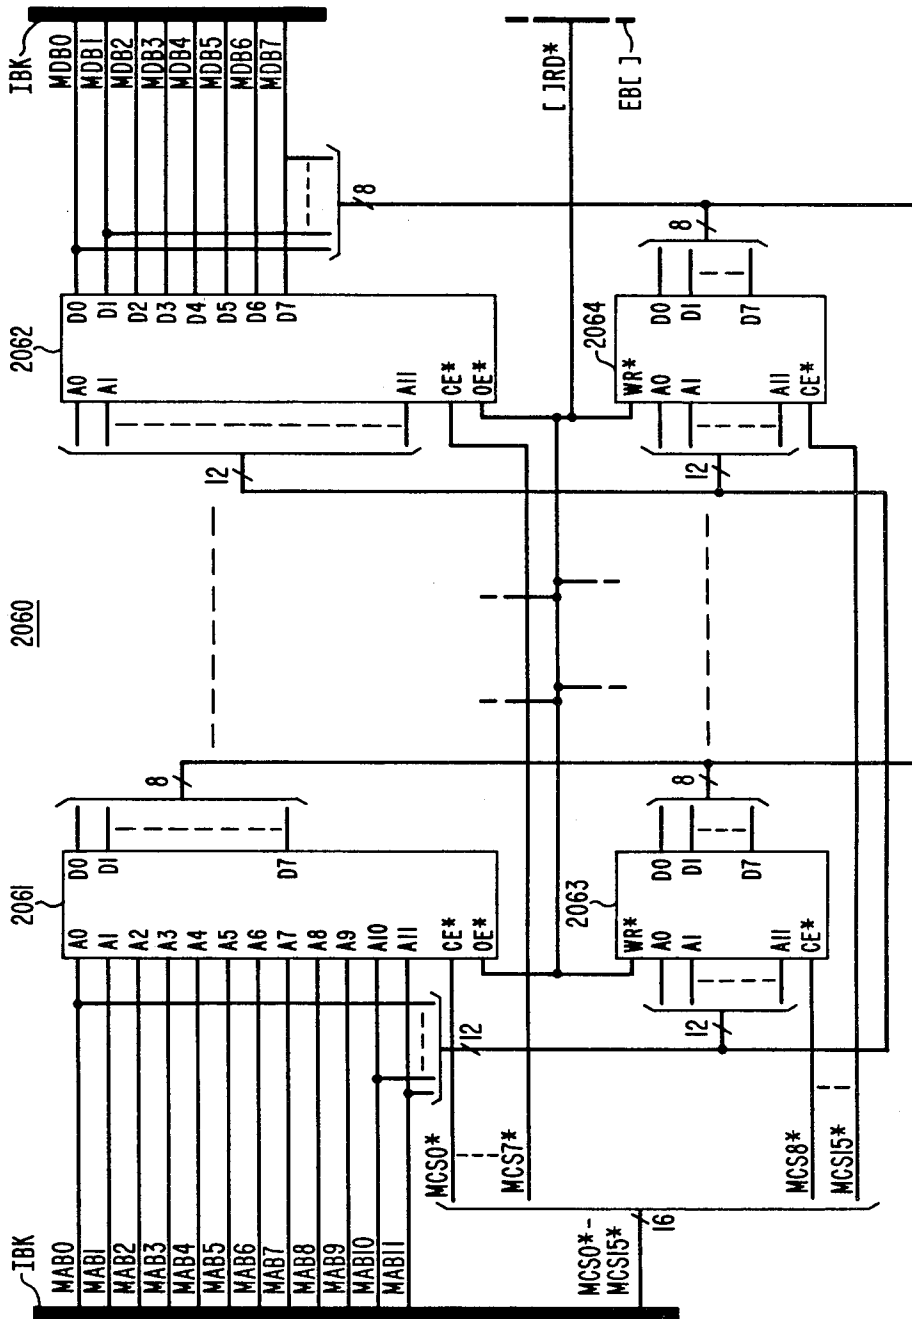 2060
IBK
MAB0
MAB1
MAB2
MAB3
MAB4
MAB5
MAB6
MAB7
MAB8
MAB9
MAB10
MAB11
MCS0*-
MCS15*
16
MCS0*
MCS7*
MCS8*
MCS15*
12
2061
A0
A1
A2
A3
A4
A5
A6
A7
A8
A9
A10
A11
CE*
OE*
D0
D1
D7
8
2063
WR*
A0
A1
A11
CE*
12
D0
D1
D7
8
2062
A0
A1
A11
CE*
OE*
12
D0
D1
D2
D3
D4
D5
D6
D7
2064
WR*
A0
A1
A11
CE*
12
D0
D1
D7
8
8
IBK
MDB0
MDB1
MDB2
MDB3
MDB4
MDB5
MDB6
MDB7
[ ]RD*
EB[ ]